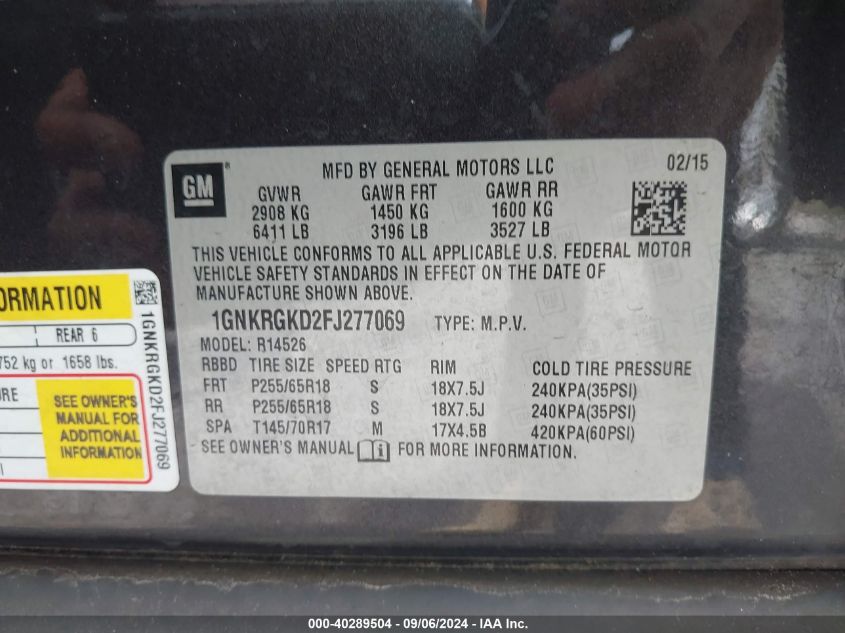 GM ®
MFD BY GENERAL MOTORS LLC 02/15
GVWR GAWR FRT GAWR RR
2908 KG 1450 KG 1600 KG
6411 LB 3196 LB 3527 LB
THIS VEHICLE CONFORMS TO ALL APPLICABLE U.S. FEDERAL MOTOR
VEHICLE SAFETY STANDARDS IN EFFECT ON THE DATE OF
MANUFACTURE SHOWN ABOVE.
1GNKRGKD2FJ277069 TYPE: M.P.V.
MODEL: R14526
RBBD TIRE SIZE SPEED RTG RIM COLD TIRE PRESSURE
FRT P255/65R18 S 18X7.5J 240KPA(35PSI)
RR P255/65R18 S 18X7.5J 240KPA(35PSI)
SPA T145/70R17 M 17X4.5B 420KPA(60PSI)
SEE OWNER'S MANUAL FOR MORE INFORMATION.
REAR 6
kg or 1658 lbs.
SEE OWNER'S
MANUAL FOR
ADDITIONAL
INFORMATION
1GNKRGKD2FJ277069
000-40289504 - 09/06/2024 - IAA Inc.